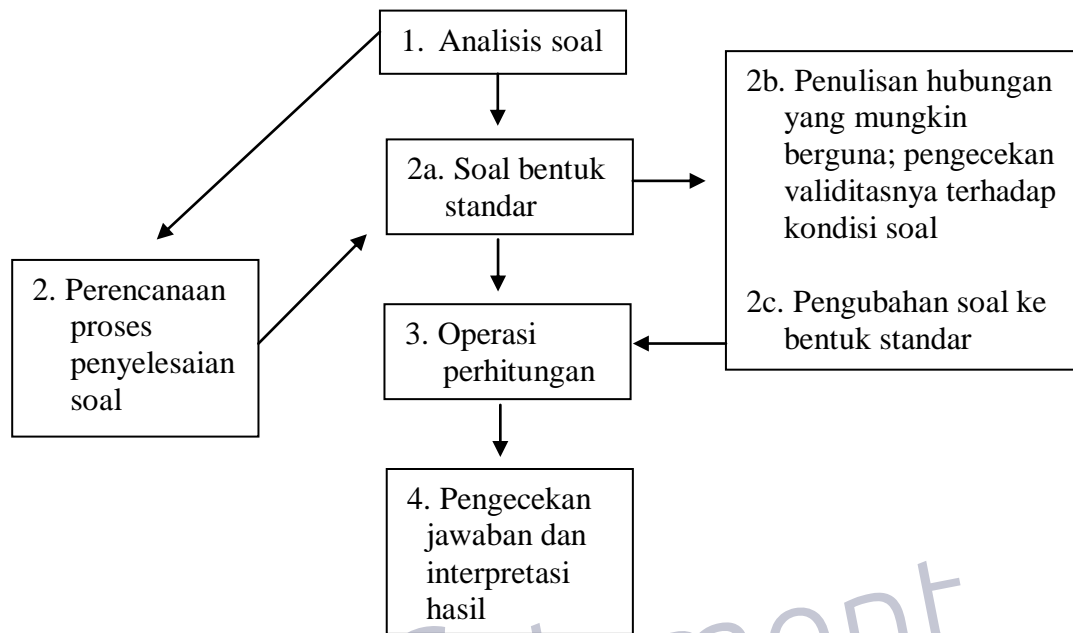 1. Analisis soal
2a. Soal bentuk
standar
2b. Penulisan hubungan
yang mungkin
berguna; pengecekan
validitasnya terhadap
kondisi soal
2c. Pengubahan soal ke
bentuk standar
2. Perencanaan
proses
penyelesaian
soal
3. Operasi
perhitungan
4. Pengecekan
jawaban dan
interpretasi
hasil